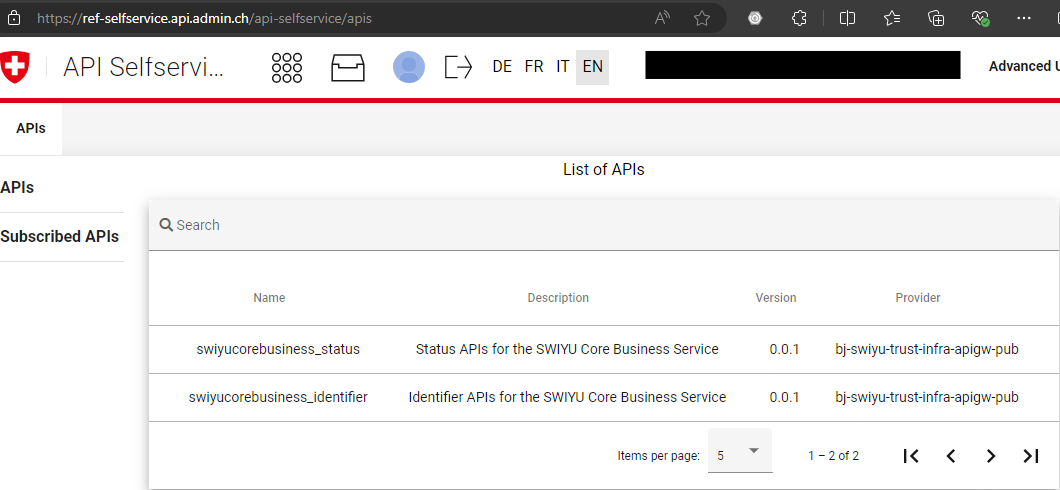 https://ref-selfservice.api.admin.ch/api-selfservice/apis
API Selfservi...
DE FR IT EN
Advanced U
APIs
List of APIs
APIs
Subscribed APIs
Search
Name Description Version Provider
swiyucorebusiness_status Status APIs for the SWIYU Core Business Service 0.0.1 bj-swiyu-trust-infra-apigw-pub
swiyucorebusiness_identifier Identifier APIs for the SWIYU Core Business Service 0.0.1 bj-swiyu-trust-infra-apigw-pub
Items per page: 5 1 – 2 of 2